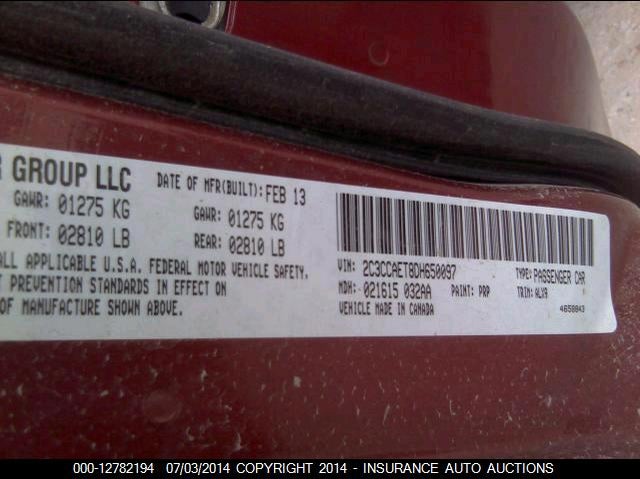 R GROUP LLC
DATE OF MFR(BUILT): FEB 13
GAWR: 01275 KG
GAWR: 01275 KG
FRONT: 02810 LB
REAR: 02810 LB
ALL APPLICABLE U.S.A. FEDERAL MOTOR VEHICLE SAFETY,
T PREVENTION STANDARDS IN EFFECT ON
OF MANUFACTURE SHOWN ABOVE.
VIN: 2C3CCAET8DH650097
TYPE: PASSENGER CAR
MDH: 021615 032AA
PAINT: PRP
TRIM: ALX9
VEHICLE MADE IN CANADA
4658843
000-12782194 07/03/2014 COPYRIGHT 2014 - INSURANCE AUTO AUCTIONS